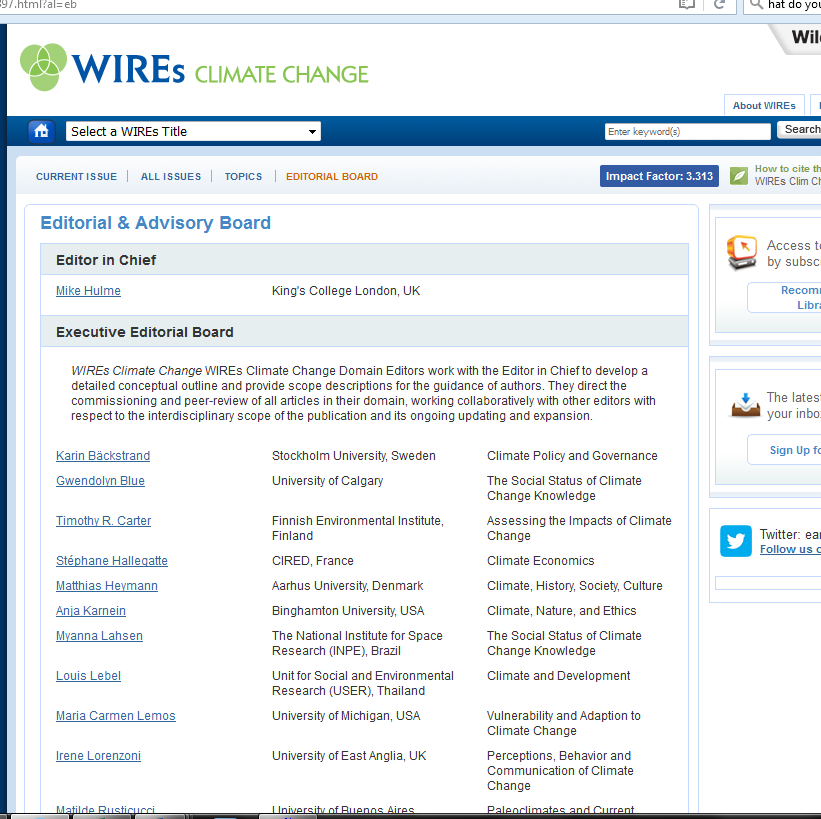 97.html?al=eb
hat do you
WIREs CLIMATE CHANGE
About WIREs
Select a WIREs Title
Enter keyword(s)
Search
CURRENT ISSUE
ALL ISSUES
TOPICS
EDITORIAL BOARD
Impact Factor: 3.313
How to cite
WIREs Clim
Editorial & Advisory Board
Editor in Chief
Mike Hulme King's College London, UK
Executive Editorial Board
WIREs Climate Change WIREs Climate Change Domain Editors work with the Editor in Chief to develop a
detailed conceptual outline and provide scope descriptions for the guidance of authors. They direct the
commissioning and peer-review of all articles in their domain, working collaboratively with other editors with
respect to the interdisciplinary scope of the publication and its ongoing updating and expansion.
Karin Bäckstrand Stockholm University, Sweden Climate Policy and Governance
Gwendolyn Blue University of Calgary The Social Status of Climate
Change Knowledge
Timothy R. Carter Finnish Environmental Institute, Assessing the Impacts of Climate
Finland Change
Stéphane Hallegatte CIRED, France Climate Economics
Matthias Heymann Aarhus University, Denmark Climate, History, Society, Culture
Anja Karnein Binghamton University, USA Climate, Nature, and Ethics
Myanna Lahsen The National Institute for Space The Social Status of Climate
Research (INPE), Brazil Change Knowledge
Louis Lebel Unit for Social and Environmental Climate and Development
Research (USER), Thailand
Maria Carmen Lemos University of Michigan, USA Vulnerability and Adaption to
Climate Change
Irene Lorenzoni University of East Anglia, UK Perceptions, Behavior and
Communication of Climate
Change
Matilde Rusticucci University of Buenos Aires Paleoclimates and Current
Access
by subsc
Recom
Libra
The latest
your inbo
Sign Up fo
Twitter: ea
Follow us